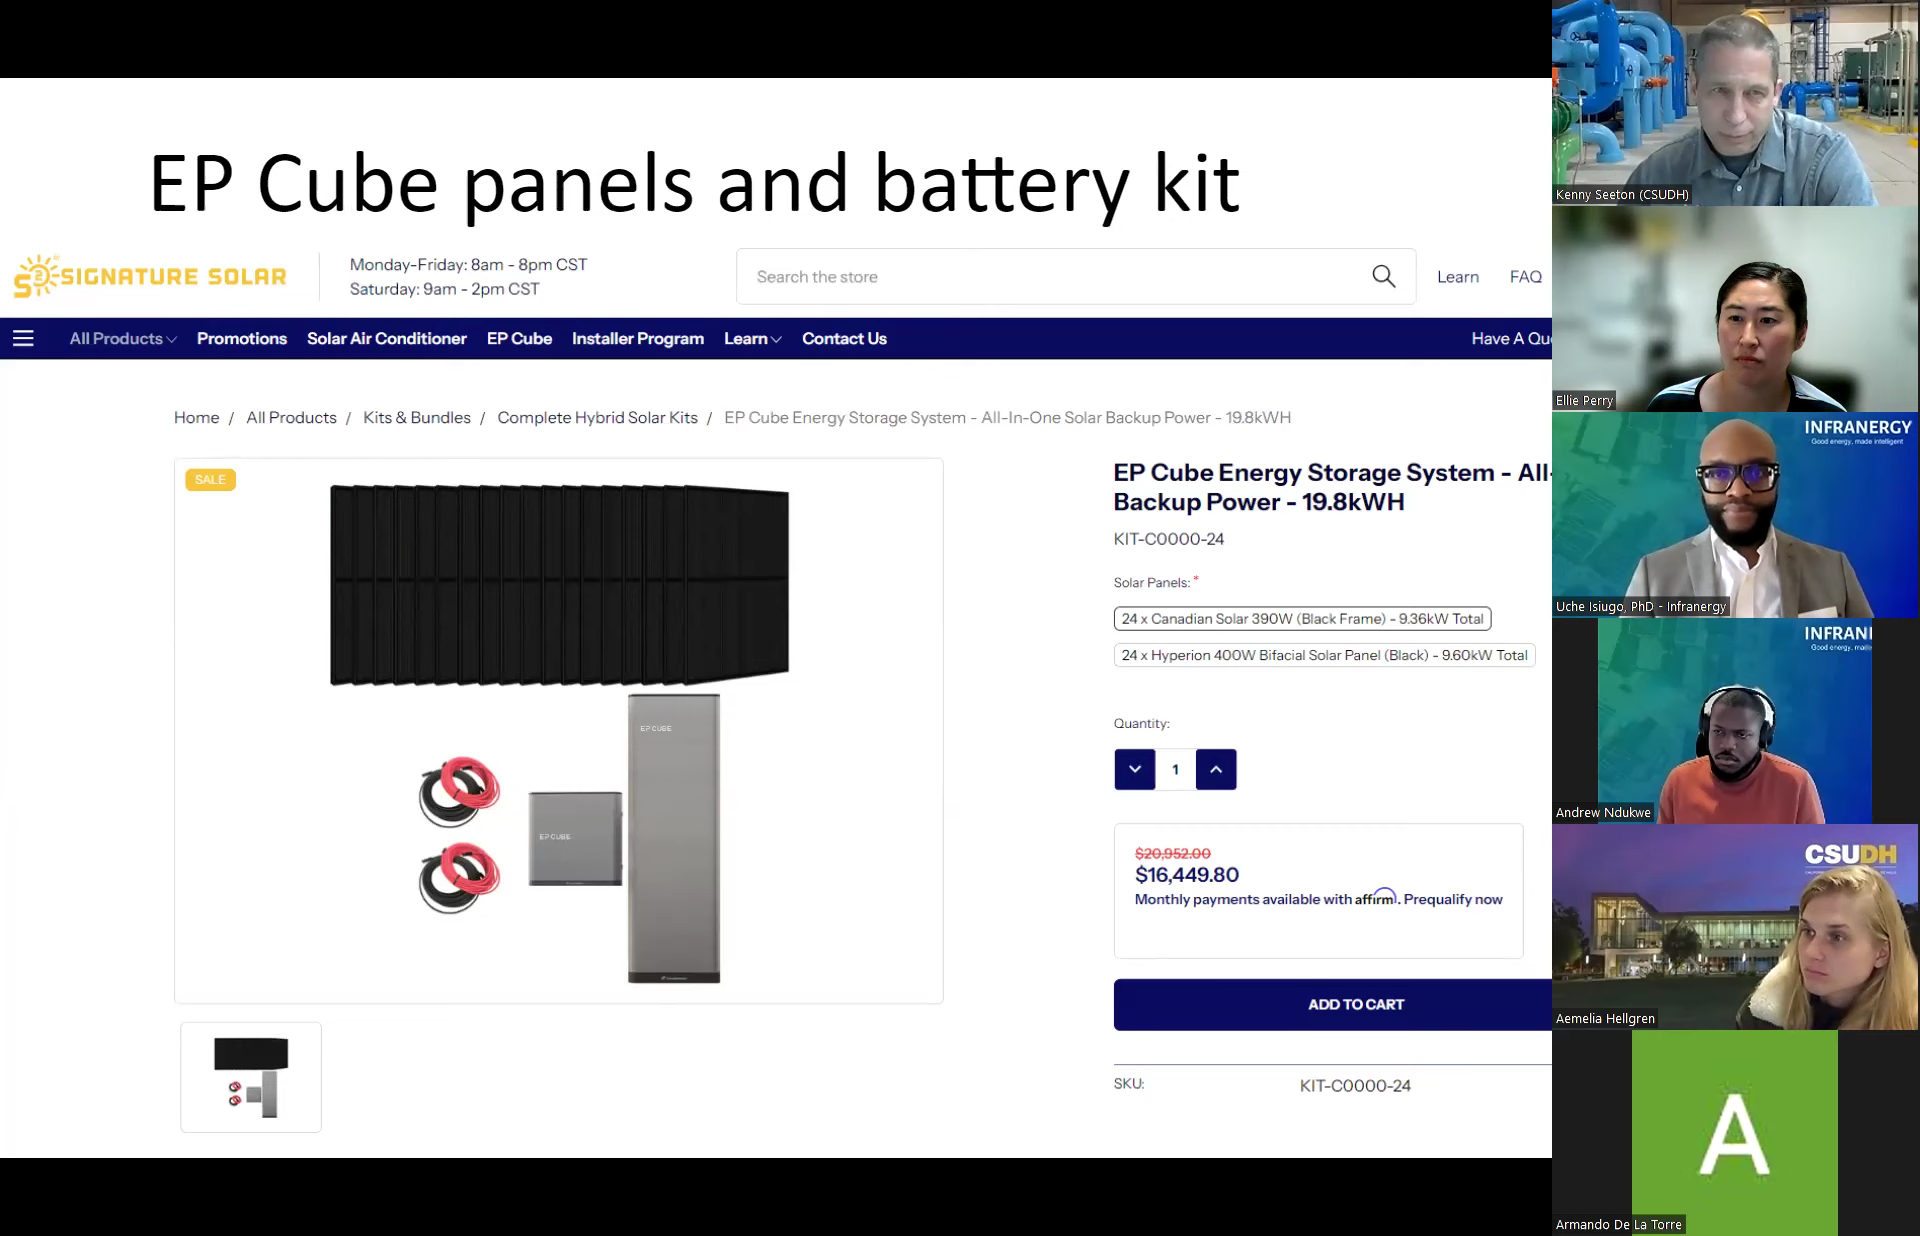 EP Cube panels and battery kit
SIGNATURE SOLAR
Monday-Friday: 8am - 8pm CST
Saturday: 9am - 2pm CST
Search the store
Learn
FAQ
All Products
Promotions
Solar Air Conditioner
EP Cube
Installer Program
Learn
Contact Us
Have A Qu
Home / All Products / Kits & Bundles / Complete Hybrid Solar Kits / EP Cube Energy Storage System - All-In-One Solar Backup Power - 19.8kWH
SALE
EP CUBE
EP CUBE
EP Cube Energy Storage System - All-
Backup Power - 19.8kWH
KIT-C0000-24
Solar Panels: *
24 x Canadian Solar 390W (Black Frame) - 9.36kW Total
24 x Hyperion 400W Bifacial Solar Panel (Black) - 9.60kW Total
Quantity:
1
$20,952.00
$16,449.80
Monthly payments available with affirm. Prequalify now
ADD TO CART
SKU:
KIT-C0000-24
Kenny Seeton (CSUDH)
Ellie Perry
INFRANERGY
Good energy, made intelligent
Uche Isiugo, PhD - Infranergy
INFRAN
Good energy, ma
Andrew Ndukwe
CSUDH
Aemelia Hellgren
A
Armando De La Torre